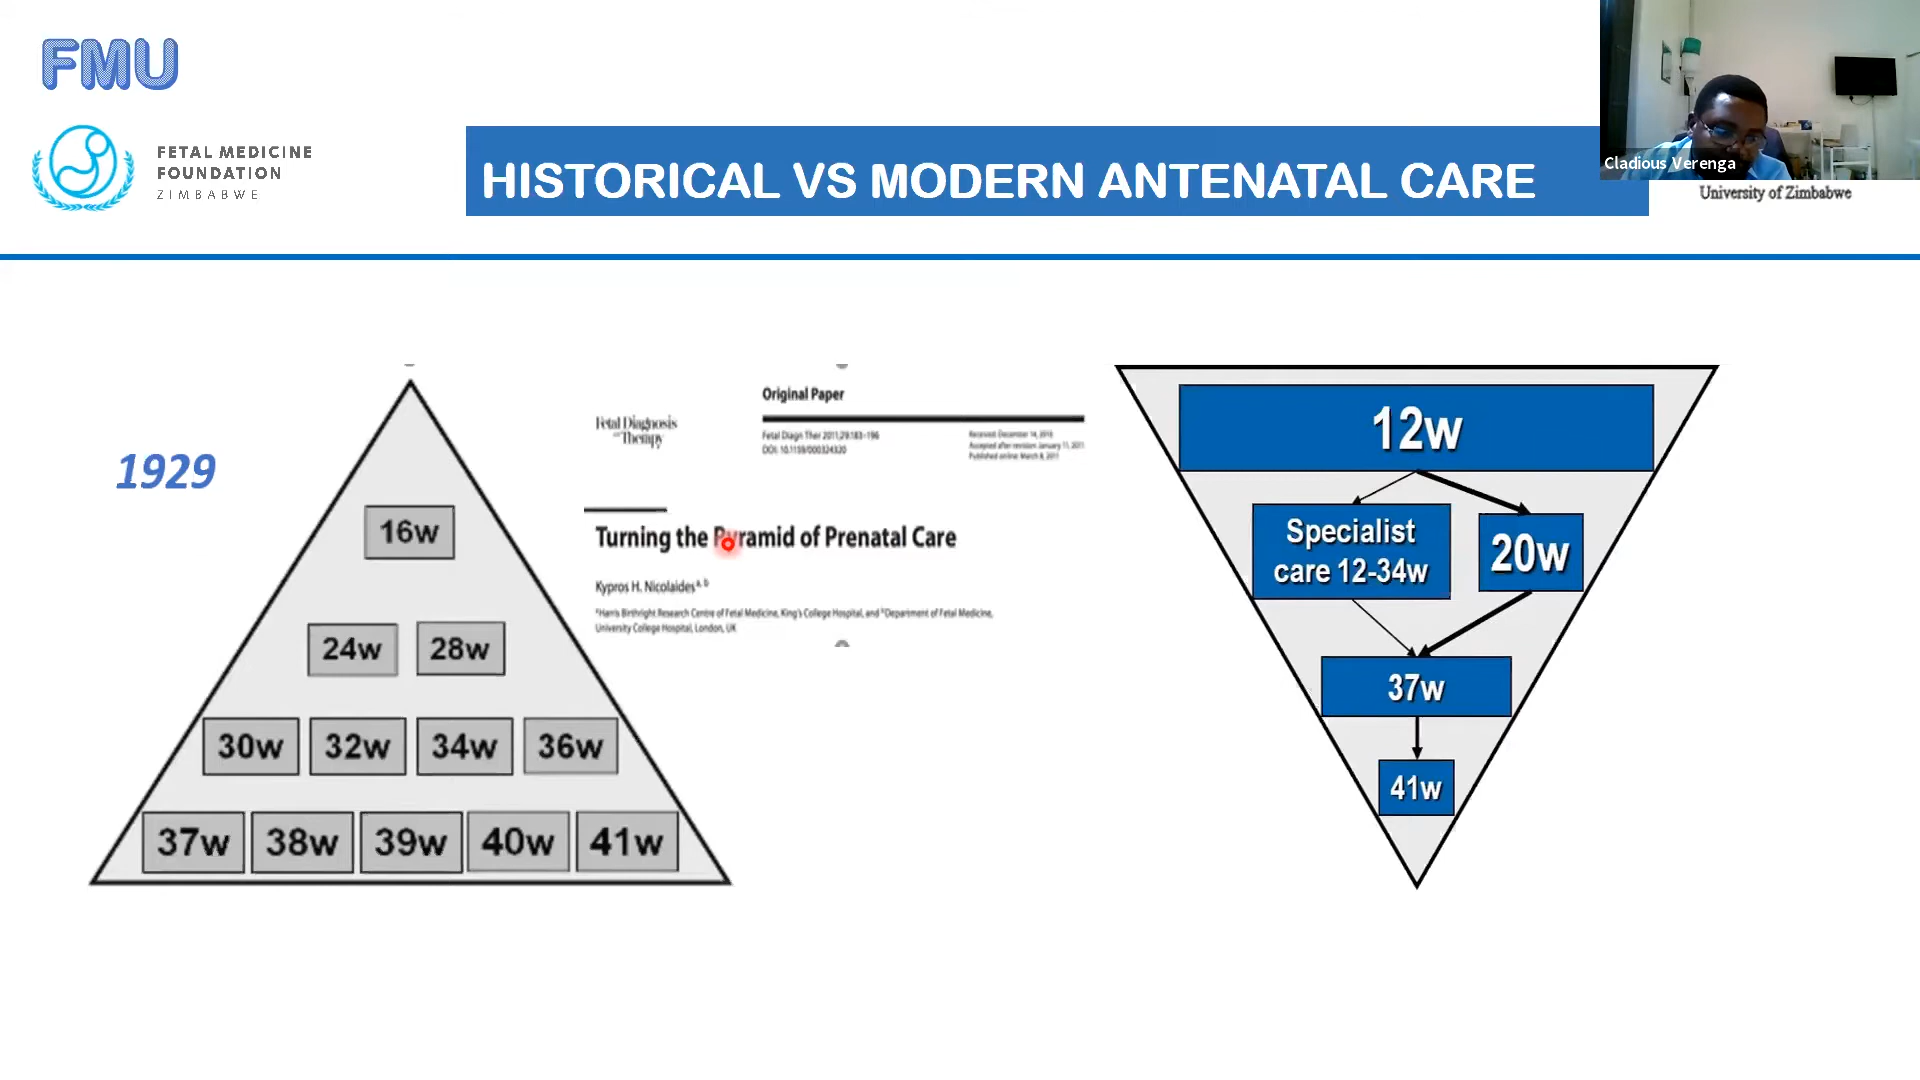 FMU
FETAL MEDICINE
FOUNDATION
ZIMBABWE
HISTORICAL VS MODERN ANTENATAL CARE
Cladious Verenga
University of Zimbabwe
1929
16w
24w 28w
30w 32w 34w 36w
37w 38w 39w 40w 41w
Original Paper
Fetal Diagnosis
and Therapy
Fetal Diagn Ther 2011;29:183–196
DOI: 10.1159/000324320
Received: December 14, 2010
Accepted after revision: January 11, 2011
Published online: March 8, 2011
Turning the Pyramid of Prenatal Care
Kypros H. Nicolaides a, b
a Harris Birthright Research Centre of Fetal Medicine, King's College Hospital, and b Department of Fetal Medicine,
University College Hospital, London, UK
12w
Specialist
care 12-34w
20w
37w
41w